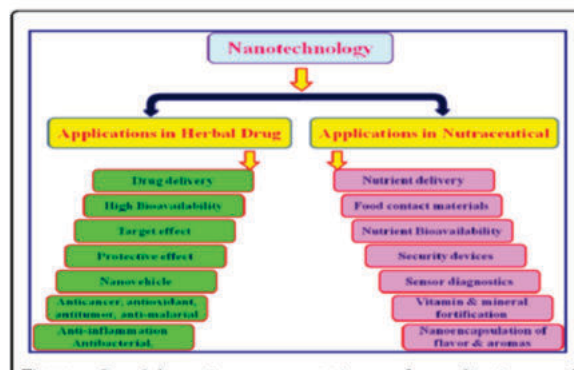 Nanotechnology
Applications in Herbal Drug
Applications in Nutraceutical
Drug delivery
High Bioavailability
Target effect
Protective effect
Nanovehicle
Anticancer, antioxidant,
antitumor, anti-malarial
Anti-inflammation
Antibacterial.
Nutrient delivery
Food contact materials
Nutrient Bioavailability
Security devices
Sensor diagnostics
Vitamin & mineral
fortification
Nanoencapsulation of
flavor & aromas